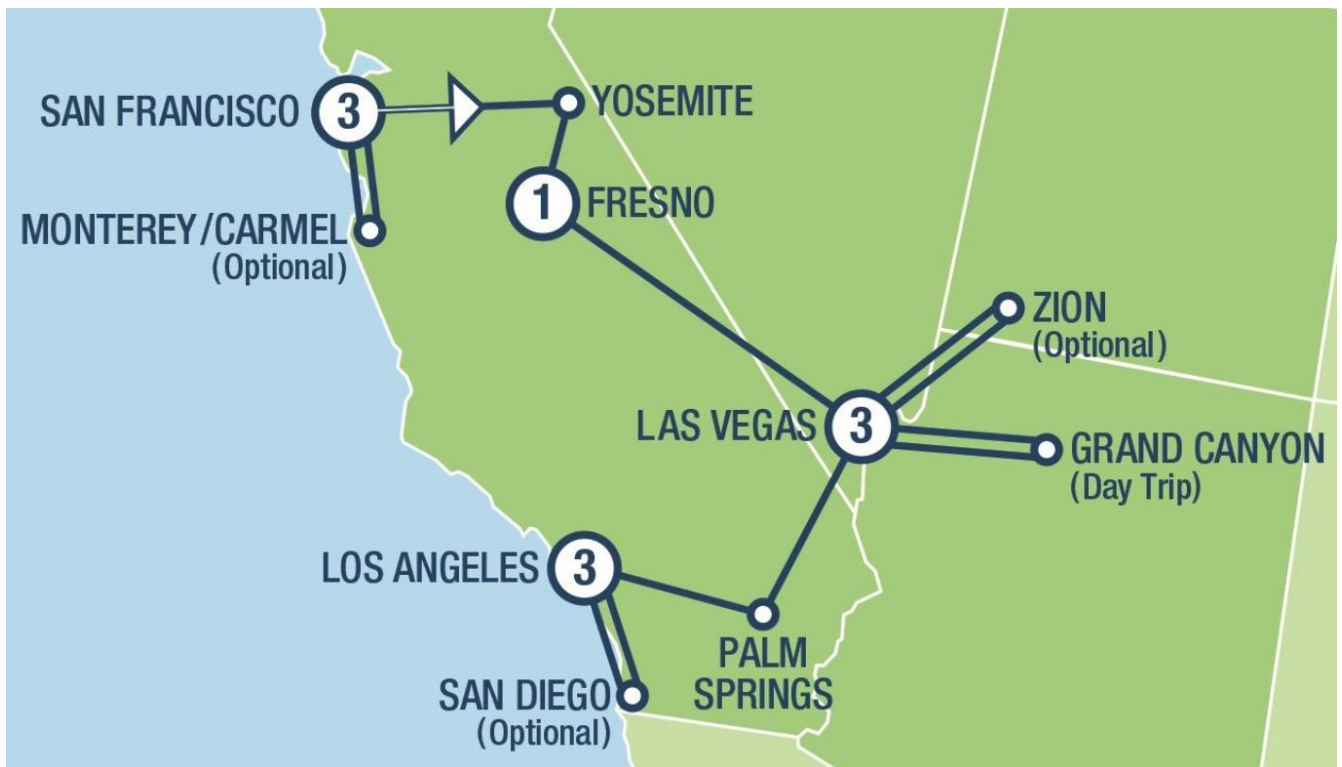 SAN FRANCISCO
3
YOSEMITE
1
FRESNO
MONTEREY/CARMEL
(Optional)
ZION
(Optional)
LAS VEGAS
3
GRAND CANYON
(Day Trip)
LOS ANGELES
3
PALM
SPRINGS
SAN DIEGO
(Optional)